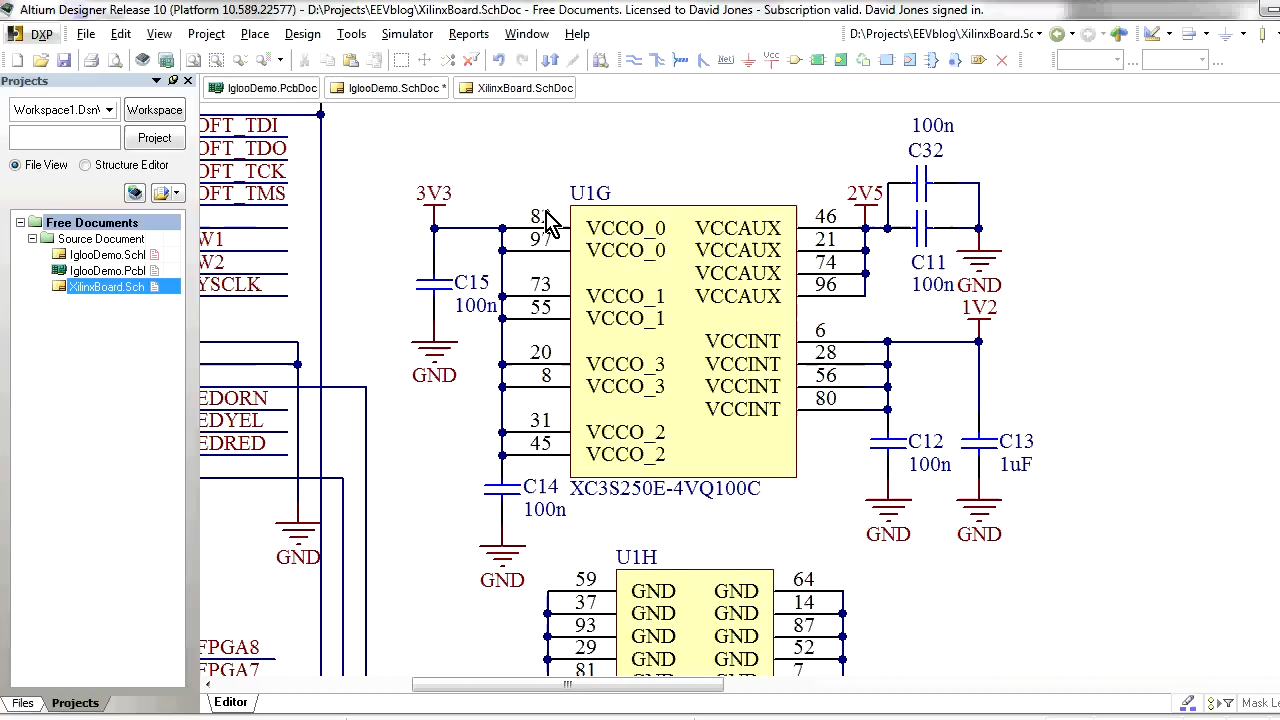 Altium Designer Release 10 (Platform 10.589.22577) - D:\Projects\EEVblog\XilinxBoard.SchDoc - Free Documents. Licensed to David Jones - Subscription valid. David Jones signed in.
DXP File Edit View Project Place Design Tools Simulator Reports Window Help D:\Projects\EEVblog\XilinxBoard.Sc
Projects
IglooDemo.PcbDoc IglooDemo.SchDoc * XilinxBoard.SchDoc
Workspace1.Dsn Workspace
Project
File View Structure Editor
Free Documents
Source Document
IglooDemo.Schl
IglooDemo.Pcbl
XilinxBoard.Sch
Files Projects
OFT_TDI
OFT_TDO
OFT_TCK
OFT_TMS
W1
W2
YSCLK
EDORN
EDYEL
EDRED
GND
FPGA8
FPGA7
3V3
C15
100n
GND
U1G
VCCO_0 VCCAUX 46
97 VCCO_0 VCCAUX 21
VCCAUX 74
73 VCCO_1 VCCAUX 96
55 VCCO_1
VCCINT 6
20 VCCO_3 VCCINT 28
8 VCCO_3 VCCINT 56
VCCINT 80
31 VCCO_2
45 VCCO_2
XC3S250E-4VQ100C
C14
100n
GND
100n
C32
2V5
C11
100n
GND
1V2
C12
100n
GND
C13
1uF
GND
U1H
59 GND GND 64
37 GND GND 14
93 GND GND 87
29 GND GND 52
81 7
Editor
Mask L